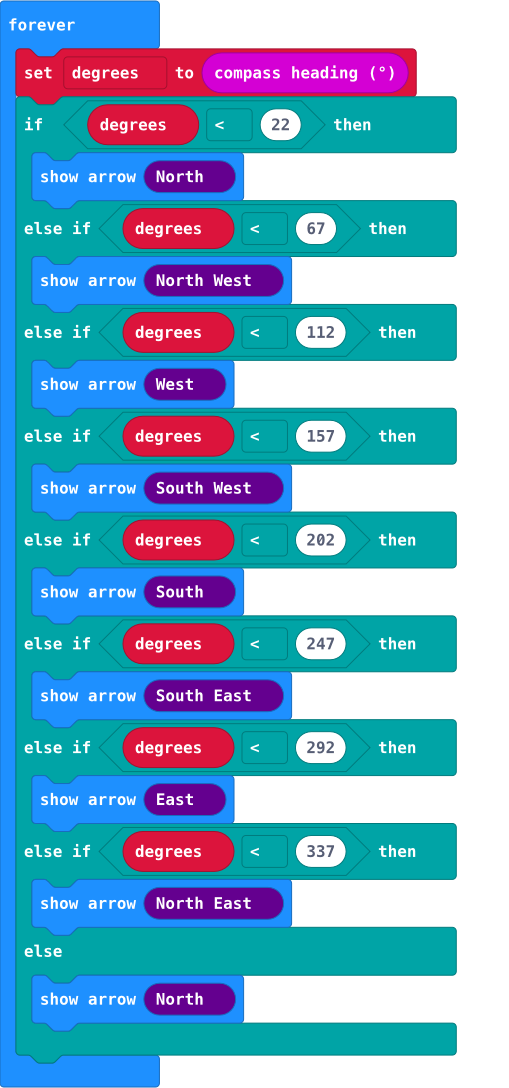 forever
set degrees to compass heading (°)
if degrees < 22 then
show arrow North
else if degrees < 67 then
show arrow North West
else if degrees < 112 then
show arrow West
else if degrees < 157 then
show arrow South West
else if degrees < 202 then
show arrow South
else if degrees < 247 then
show arrow South East
else if degrees < 292 then
show arrow East
else if degrees < 337 then
show arrow North East
else
show arrow North